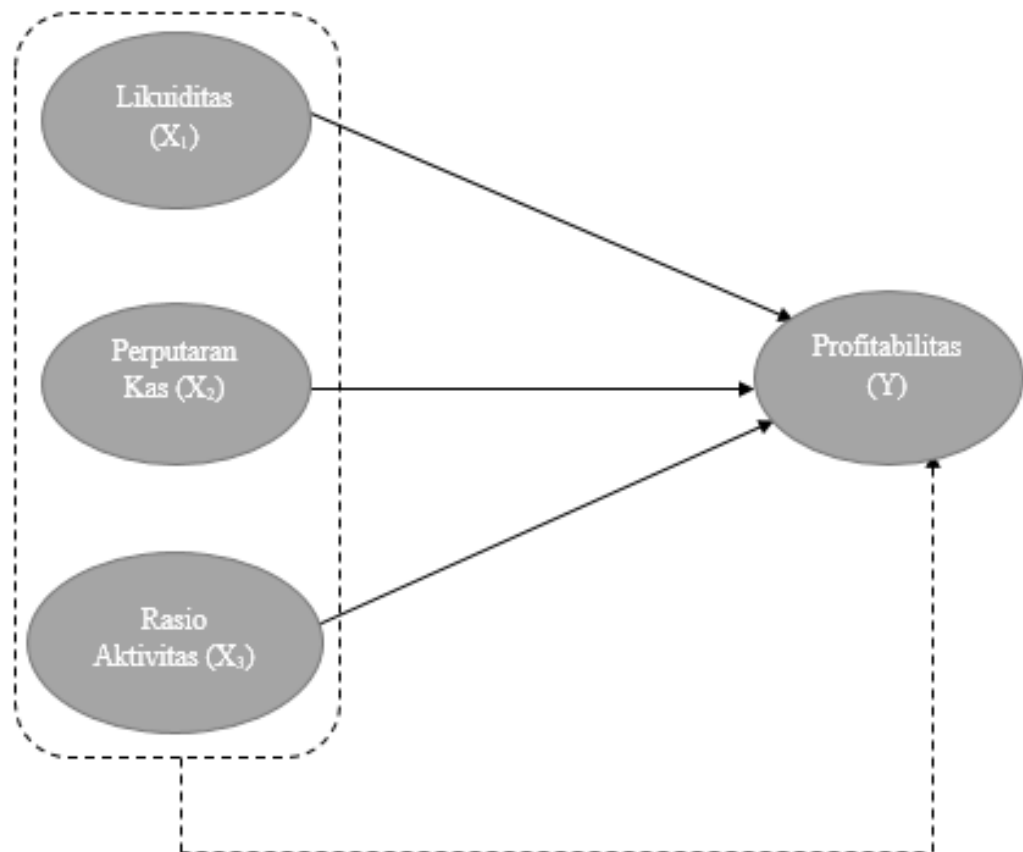 Likuiditas
(X₁)
Perputaran
Kas (X₂)
Rasio
Aktivitas (X₃)
Profitabilitas
(Y)